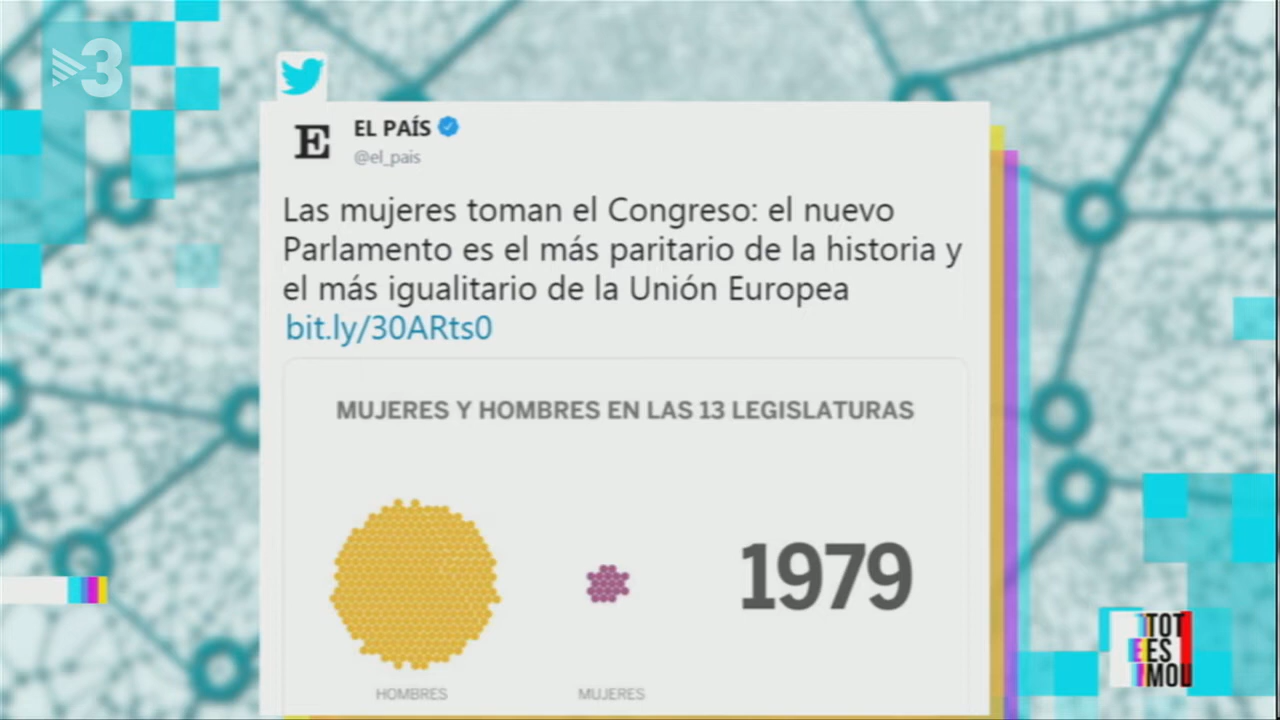 3
EL PAÍS
@el_pais
Las mujeres toman el Congreso: el nuevo
Parlamento es el más paritario de la historia y
el más igualitario de la Unión Europea
bit.ly/30ARts0
MUJERES Y HOMBRES EN LAS 13 LEGISLATURAS
1979
HOMBRES
MUJERES
TOT
ES
MOU